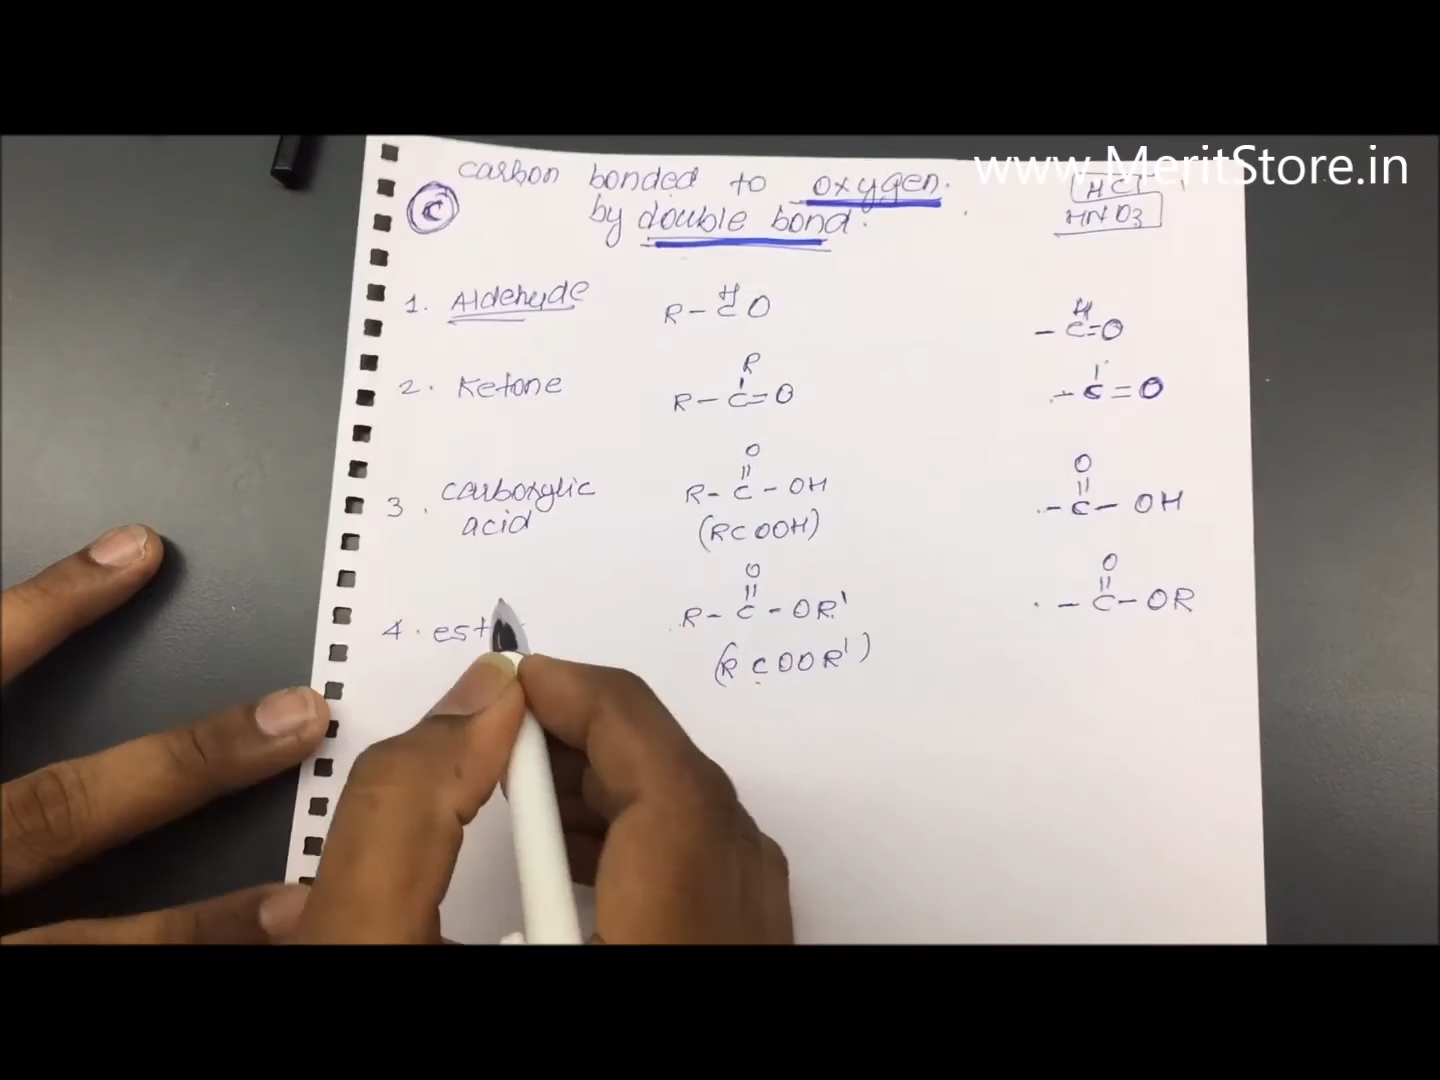 www.MeritStore.in
carbon bonded to oxygen.
C
by double bond.
HCl
HNO3
1. Aldehyde
R - C O
H
- C = O
H
2. Ketone
R
R - C = O
- C = O
3. carboxylic
acid
O
R - C - OH
(RCOOH)
O
- C - OH
4. est
O
R - C - OR'
(RCOOR')
O
- C - OR